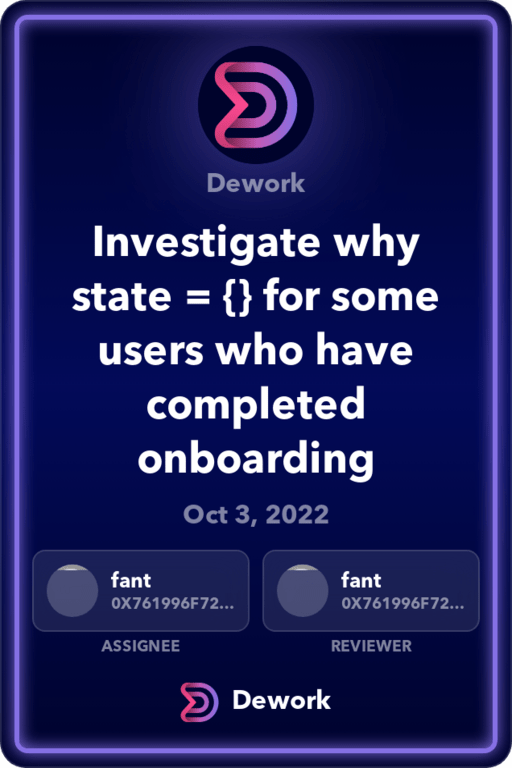 Dework
Investigate why
state = {} for some
users who have
completed
onboarding
Oct 3, 2022
fant
0X761996F72...
ASSIGNEE
fant
0X761996F72...
REVIEWER
Dework